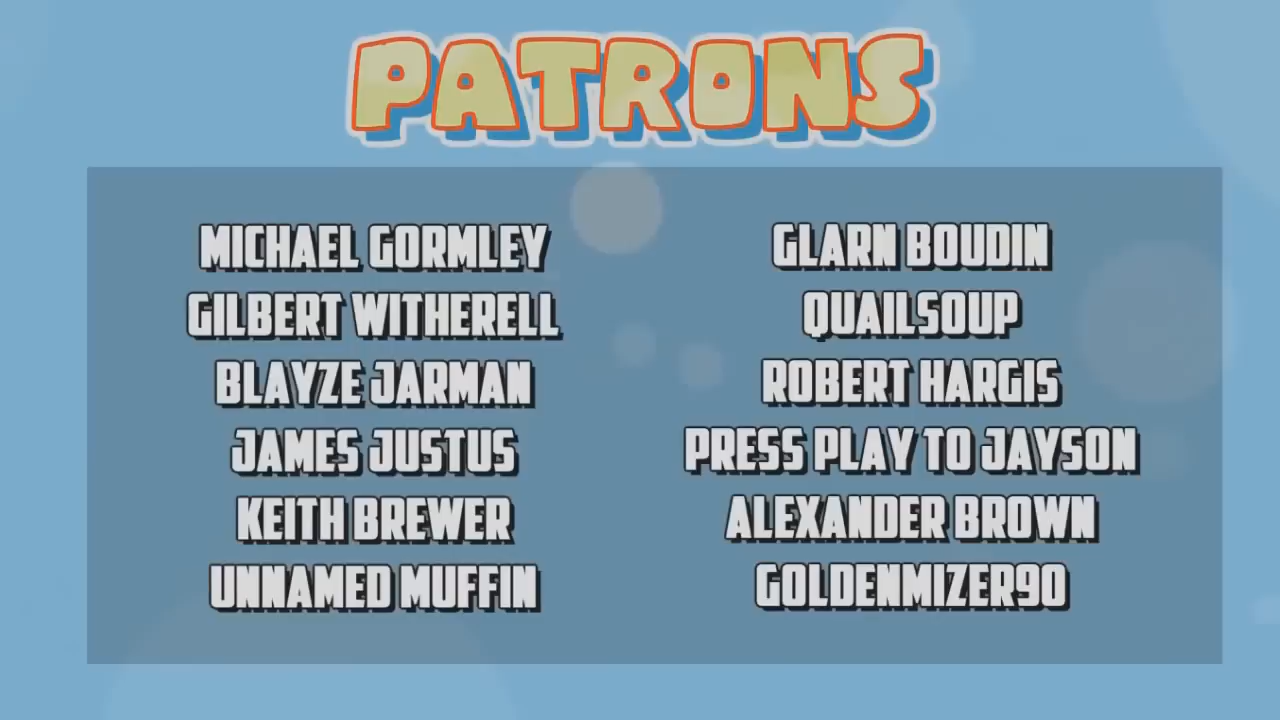 PATRONS
MICHAEL GORMLEY
GILBERT WITHERELL
BLAYZE JARMAN
JAMES JUSTUS
KEITH BREWER
UNNAMED MUFFIN
GLARN BOUDIN
QUAILSOUP
ROBERT HARGIS
PRESS PLAY TO JAYSON
ALEXANDER BROWN
GOLDENMIZER90